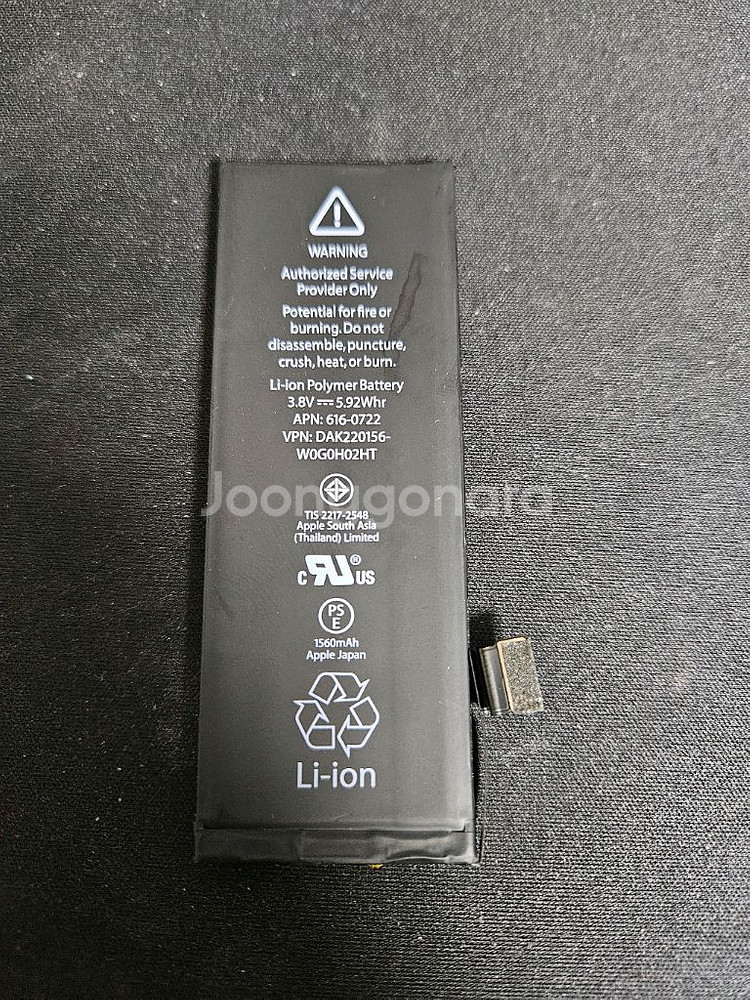 WARNING
Authorized Service
Provider Only
Potential for fire or
burning. Do not
disassemble, puncture,
crush, heat, or burn.
Li-ion Polymer Battery
3.8V ⎓ 5.92Whr
APN: 616-0722
VPN: DAK220156-
W0G0H02HT
Joonggonara
TIS 2217-2548
Apple South Asia
(Thailand) Limited
c RU ® US
PS
E
1560mAh
Apple Japan
Li-ion